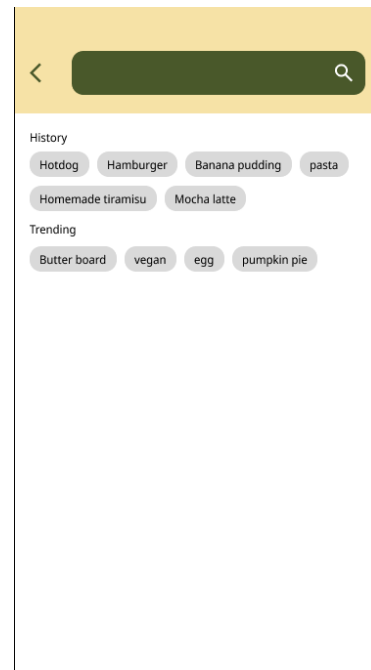 History
Hotdog Hamburger Banana pudding pasta
Homemade tiramisu Mocha latte
Trending
Butter board vegan egg pumpkin pie